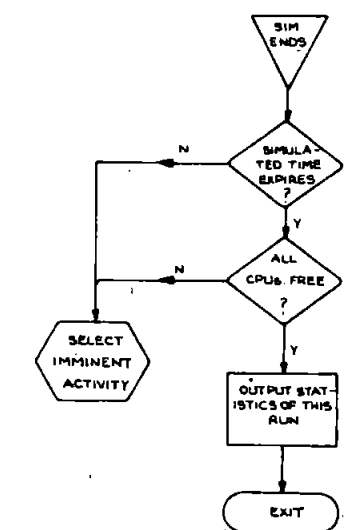 SIM
ENDS
N
SIMULA-
TED TIME
EXPIRES
?
Y
N
ALL
CPUs. FREE
?
SELECT
IMMINENT
ACTIVITY
Y
OUTPUT STAT-
ISTICS OF THIS
RUN
EXIT